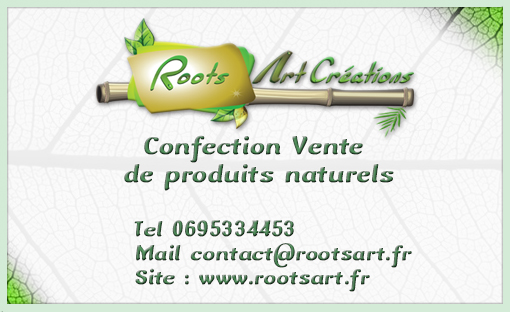 Roots Art Créations
Confection Vente
de produits naturels
Tel 0695334453
Mail contact@rootsart.fr
Site : www.rootsart.fr